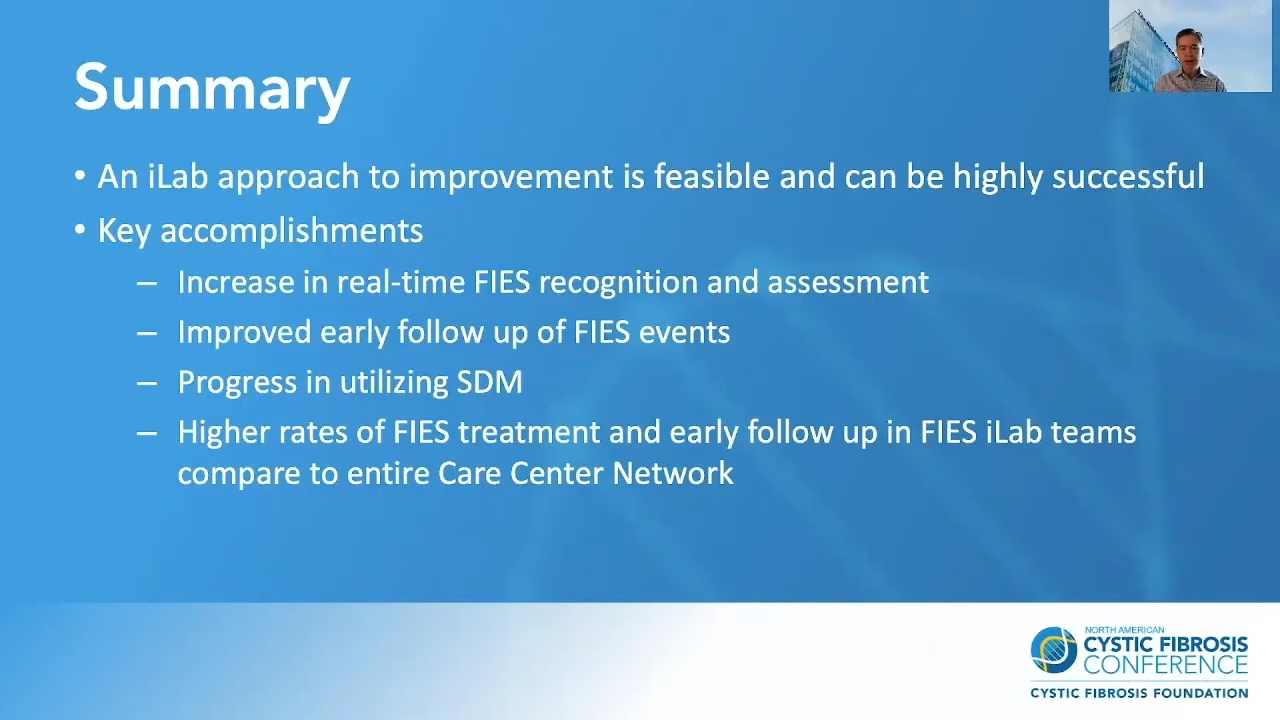 Summary
• An iLab approach to improvement is feasible and can be highly successful
• Key accomplishments
– Increase in real-time FIES recognition and assessment
– Improved early follow up of FIES events
– Progress in utilizing SDM
– Higher rates of FIES treatment and early follow up in FIES iLab teams
compare to entire Care Center Network
NORTH AMERICAN
CYSTIC FIBROSIS
CONFERENCE
CYSTIC FIBROSIS FOUNDATION